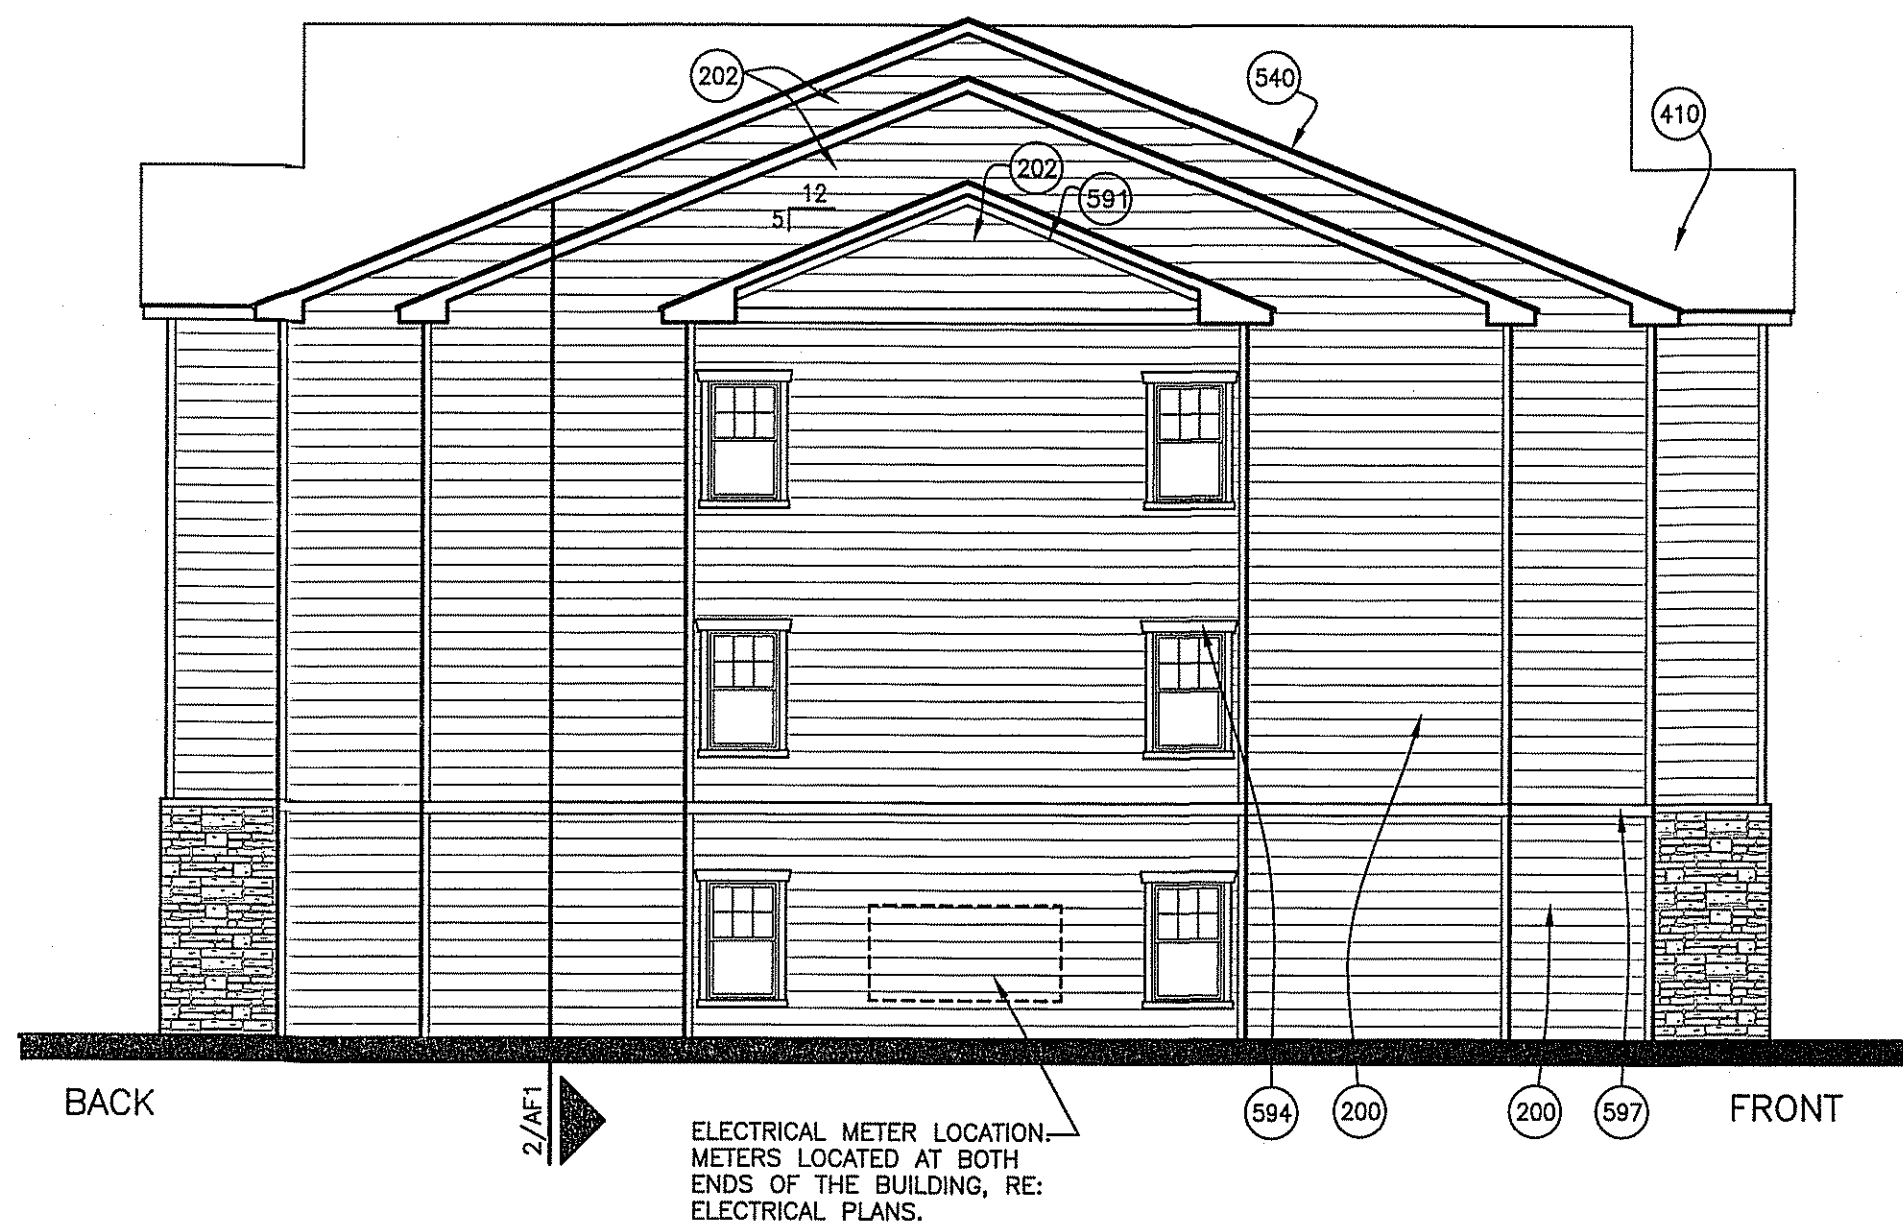 202
540
410
202
591
12
5
BACK
2/AF1
594
200
200
597
FRONT
ELECTRICAL METER LOCATION.
METERS LOCATED AT BOTH
ENDS OF THE BUILDING, RE:
ELECTRICAL PLANS.